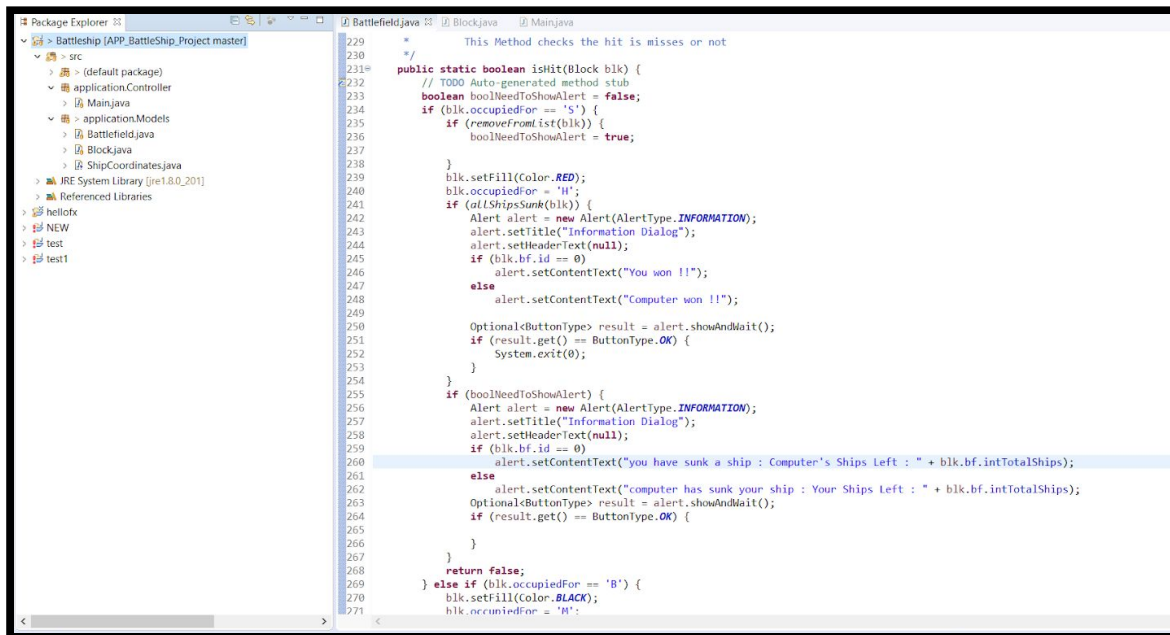 Package Explorer
> Battleship [APP_BattleShip_Project master]
> src
> (default package)
application.Controller
> Main.java
> application.Models
> Battlefield.java
> Block.java
> ShipCoordinates.java
> JRE System Library [jre1.8.0_201]
> Referenced Libraries
> hellofx
> NEW
> test
> test1
Battlefield.java Block.java Main.java
229 * This Method checks the hit is misses or not
230 */
231 public static boolean isHit(Block blk) {
232 // TODO Auto-generated method stub
233 boolean boolNeedToShowAlert = false;
234 if (blk.occupiedFor == 'S') {
235 if (removeFromList(blk)) {
236 boolNeedToShowAlert = true;
237
238 }
239 blk.setFill(Color.RED);
240 blk.occupiedFor = 'H';
241 if (allShipsSunk(blk)) {
242 Alert alert = new Alert(AlertType.INFORMATION);
243 alert.setTitle("Information Dialog");
244 alert.setHeaderText(null);
245 if (blk.bf.id == 0)
246 alert.setContentText("You won !!");
247 else
248 alert.setContentText("Computer won !!");
249
250 Optional<ButtonType> result = alert.showAndWait();
251 if (result.get() == ButtonType.OK) {
252 System.exit(0);
253 }
254 }
255 if (boolNeedToShowAlert) {
256 Alert alert = new Alert(AlertType.INFORMATION);
257 alert.setTitle("Information Dialog");
258 alert.setHeaderText(null);
259 if (blk.bf.id == 0)
260 alert.setContentText("you have sunk a ship : Computer's Ships Left : " + blk.bf.intTotalShips);
261 else
262 alert.setContentText("computer has sunk your ship : Your Ships Left : " + blk.bf.intTotalShips);
263 Optional<ButtonType> result = alert.showAndWait();
264 if (result.get() == ButtonType.OK) {
265
266 }
267 }
268 return false;
269 } else if (blk.occupiedFor == 'B') {
270 blk.setFill(Color.BLACK);
271 blk.occupiedFor = 'M';